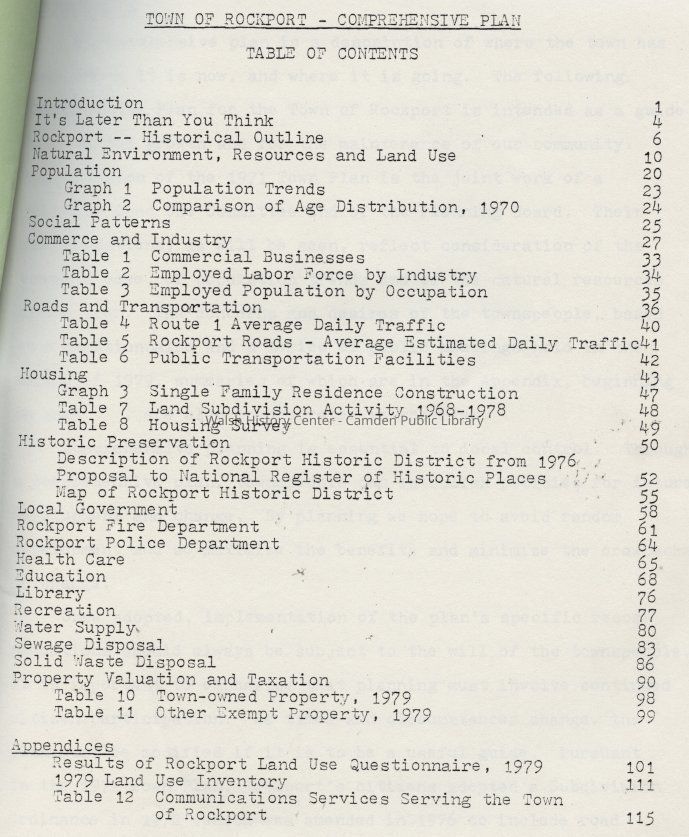 TOWN OF ROCKPORT - COMPREHENSIVE PLAN
TABLE OF CONTENTS
Introduction 1
It's Later Than You Think 4
Rockport -- Historical Outline 6
Natural Environment, Resources and Land Use 10
Population 20
Graph 1 Population Trends 23
Graph 2 Comparison of Age Distribution, 1970 24
Social Patterns 25
Commerce and Industry 27
Table 1 Commercial Businesses 33
Table 2 Employed Labor Force by Industry 34
Table 3 Employed Population by Occupation 35
Roads and Transportation 36
Table 4 Route 1 Average Daily Traffic 40
Table 5 Rockport Roads - Average Estimated Daily Traffic 41
Table 6 Public Transportation Facilities 42
Housing 43
Graph 3 Single Family Residence Construction 47
Table 7 Land Subdivision Activity 1968-1978 48
Table 8 Housing Survey 49
Walsh History Center - Camden Public Library
Historic Preservation 50
Description of Rockport Historic District from 1976
Proposal to National Register of Historic Places 52
Map of Rockport Historic District 55
Local Government 58
Rockport Fire Department 61
Rockport Police Department 64
Health Care 65
Education 68
Library 76
Recreation 77
Water Supply 80
Sewage Disposal 83
Solid Waste Disposal 86
Property Valuation and Taxation 90
Table 10 Town-owned Property, 1979 98
Table 11 Other Exempt Property, 1979 99
Appendices
Results of Rockport Land Use Questionnaire, 1979 101
1979 Land Use Inventory 111
Table 12 Communications Services Serving the Town
of Rockport 115